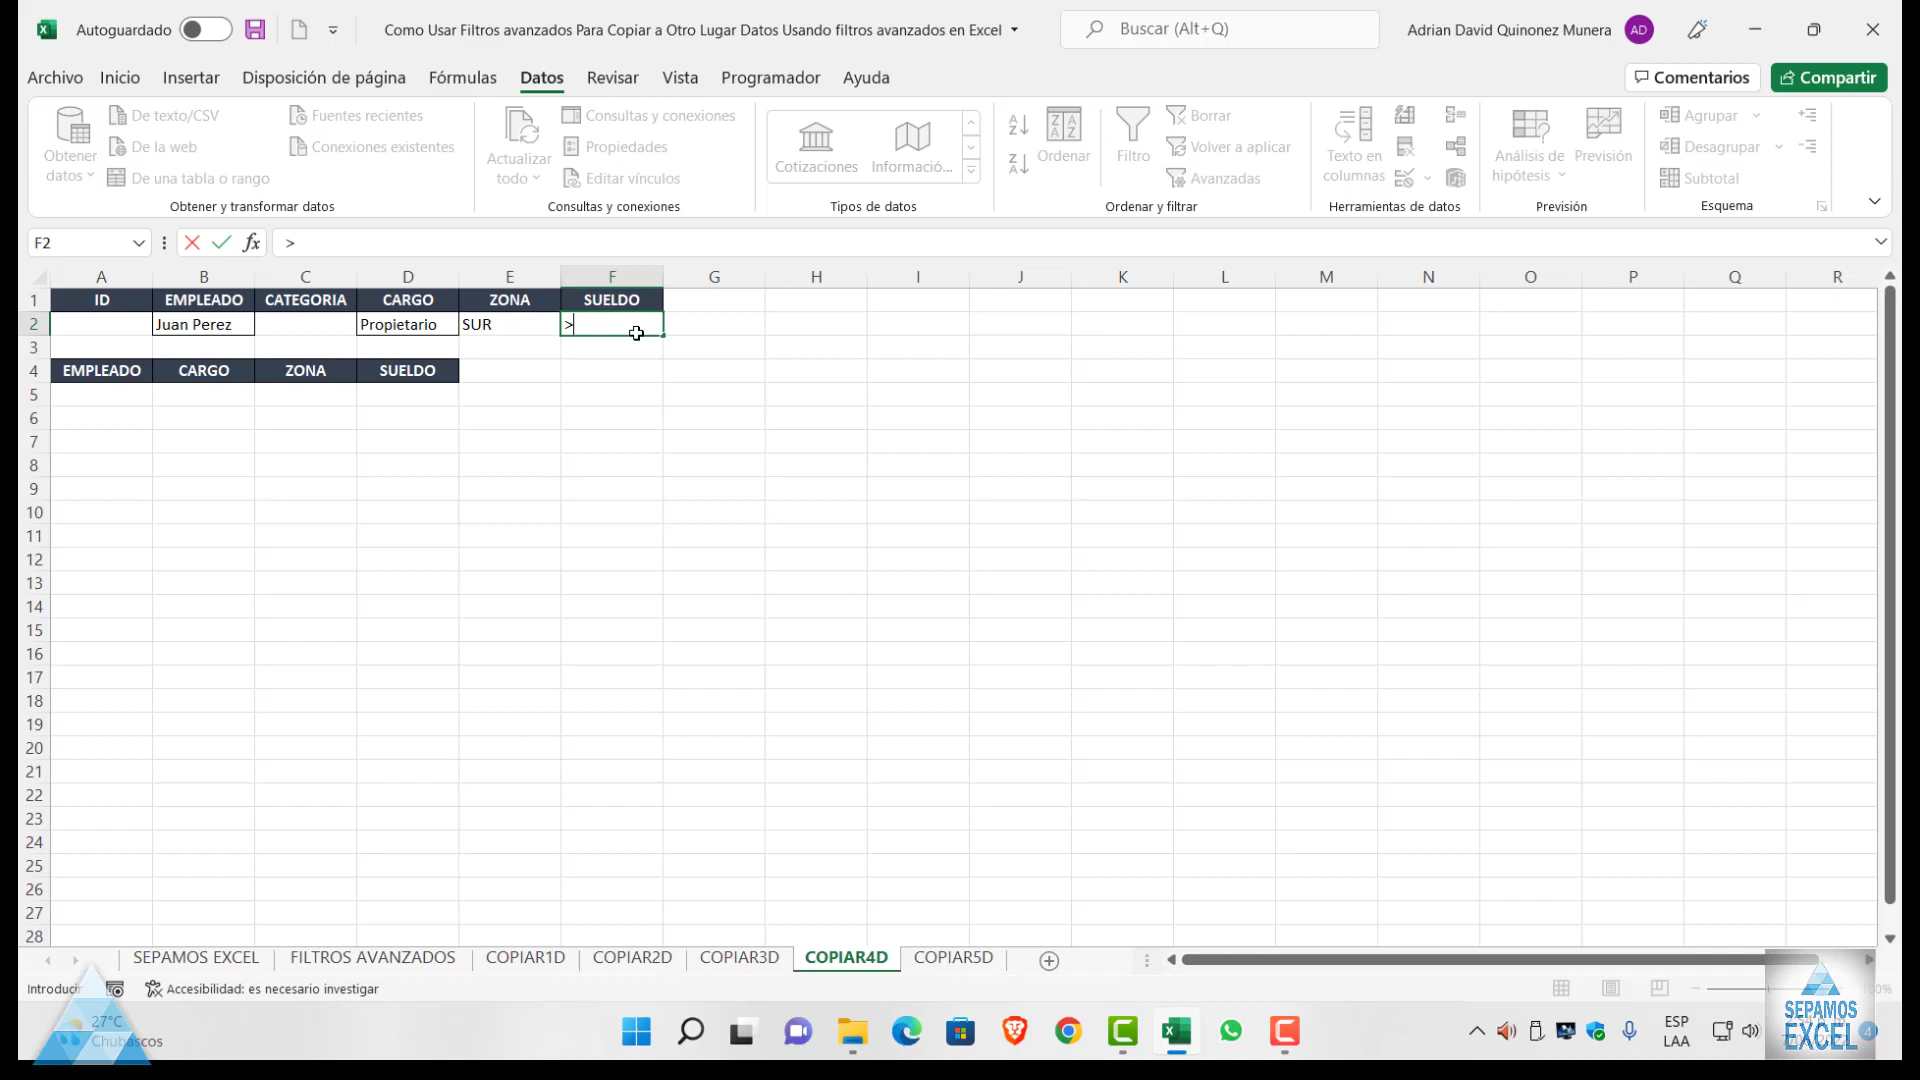 Autoguardado
Como Usar Filtros avanzados Para Copiar a Otro Lugar Datos Usando filtros avanzados en Excel
Buscar (Alt+Q)
Adrian David Quinonez Munera
AD
Archivo Inicio Insertar Disposición de página Fórmulas Datos Revisar Vista Programador Ayuda
Comentarios Compartir
Obtener datos
De texto/CSV
De la web
De una tabla o rango
Fuentes recientes
Conexiones existentes
Obtener y transformar datos
Actualizar todo
Consultas y conexiones
Propiedades
Editar vínculos
Consultas y conexiones
Cotizaciones Informació...
Tipos de datos
Ordenar
Filtro
Borrar
Volver a aplicar
Avanzadas
Ordenar y filtrar
Texto en columnas
Herramientas de datos
Análisis de hipótesis
Previsión
Previsión
Agrupar
Desagrupar
Subtotal
Esquema
F2 fx >
A B C D E F G H I J K L M N O P Q R
1 ID EMPLEADO CATEGORIA CARGO ZONA SUELDO
2 Juan Perez Propietario SUR >
3
4 EMPLEADO CARGO ZONA SUELDO
5
6
7
8
9
10
11
12
13
14
15
16
17
18
19
20
21
22
23
24
25
26
27
28
SEPAMOS EXCEL FILTROS AVANZADOS COPIAR1D COPIAR2D COPIAR3D COPIAR4D COPIAR5D
Accesibilidad: es necesario investigar
27°C
Chubascos
ESP
LAA
SEPAMOS
EXCEL
4